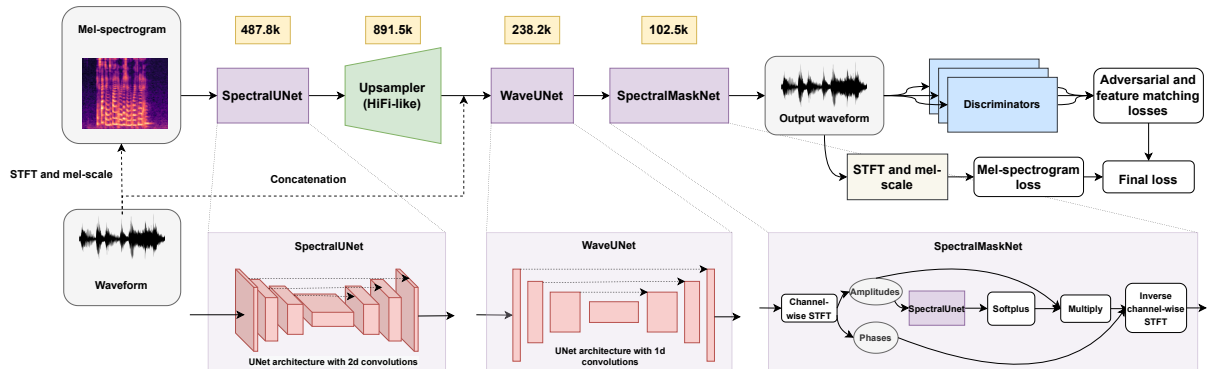 Mel-spectrogram
487.8k
891.5k
238.2k
102.5k
SpectralUNet
Upsampler
(HiFi-like)
WaveUNet
SpectralMaskNet
Output waveform
Discriminators
Adversarial and
feature matching
losses
STFT and mel-scale
Concatenation
STFT and mel-
scale
Mel-spectrogram
loss
Final loss
Waveform
SpectralUNet
UNet architecture with 2d convolutions
WaveUNet
UNet architecture with 1d
convolutions
SpectralMaskNet
Channel-
wise STFT
Amplitudes
Phases
SpectralUnet
Softplus
Multiply
Inverse
channel-wise
STFT